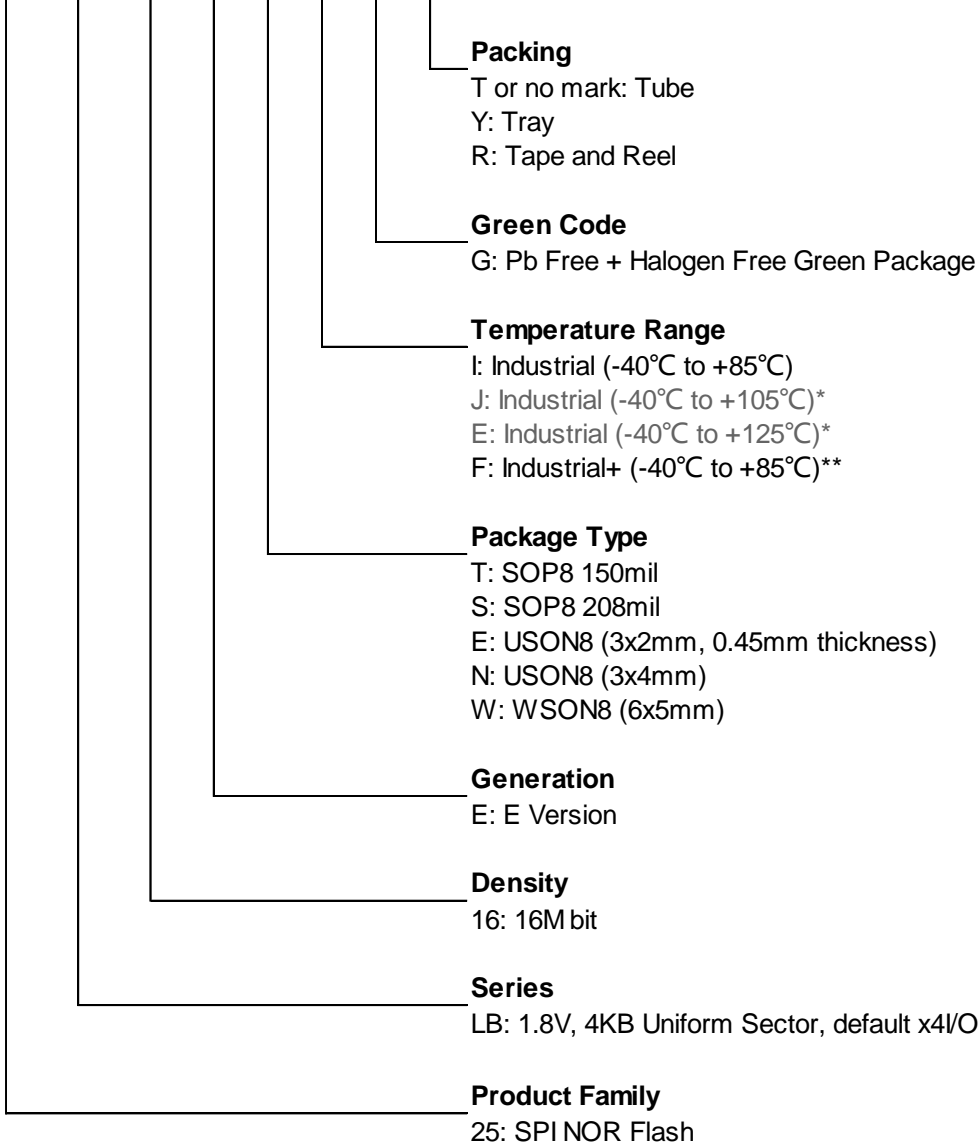 Packing
T or no mark: Tube
Y: Tray
R: Tape and Reel
Green Code
G: Pb Free + Halogen Free Green Package
Temperature Range
I: Industrial (-40℃ to +85℃)
J: Industrial (-40℃ to +105℃)*
E: Industrial (-40℃ to +125℃)*
F: Industrial+ (-40℃ to +85℃)**
Package Type
T: SOP8 150mil
S: SOP8 208mil
E: USON8 (3x2mm, 0.45mm thickness)
N: USON8 (3x4mm)
W: WSON8 (6x5mm)
Generation
E: E Version
Density
16: 16M bit
Series
LB: 1.8V, 4KB Uniform Sector, default x4I/O
Product Family
25: SPI NOR Flash